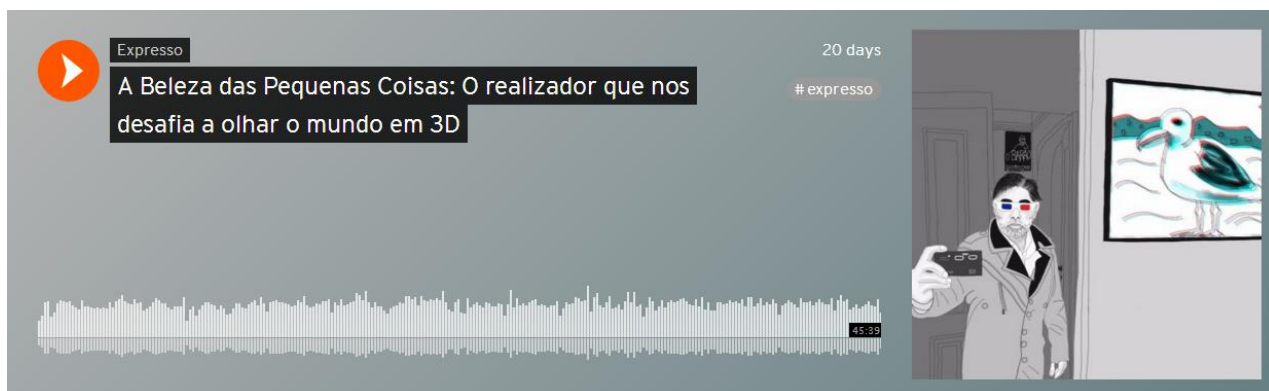 Expresso
20 days
A Beleza das Pequenas Coisas: O realizador que nos
desafia a olhar o mundo em 3D
# expresso
45:39